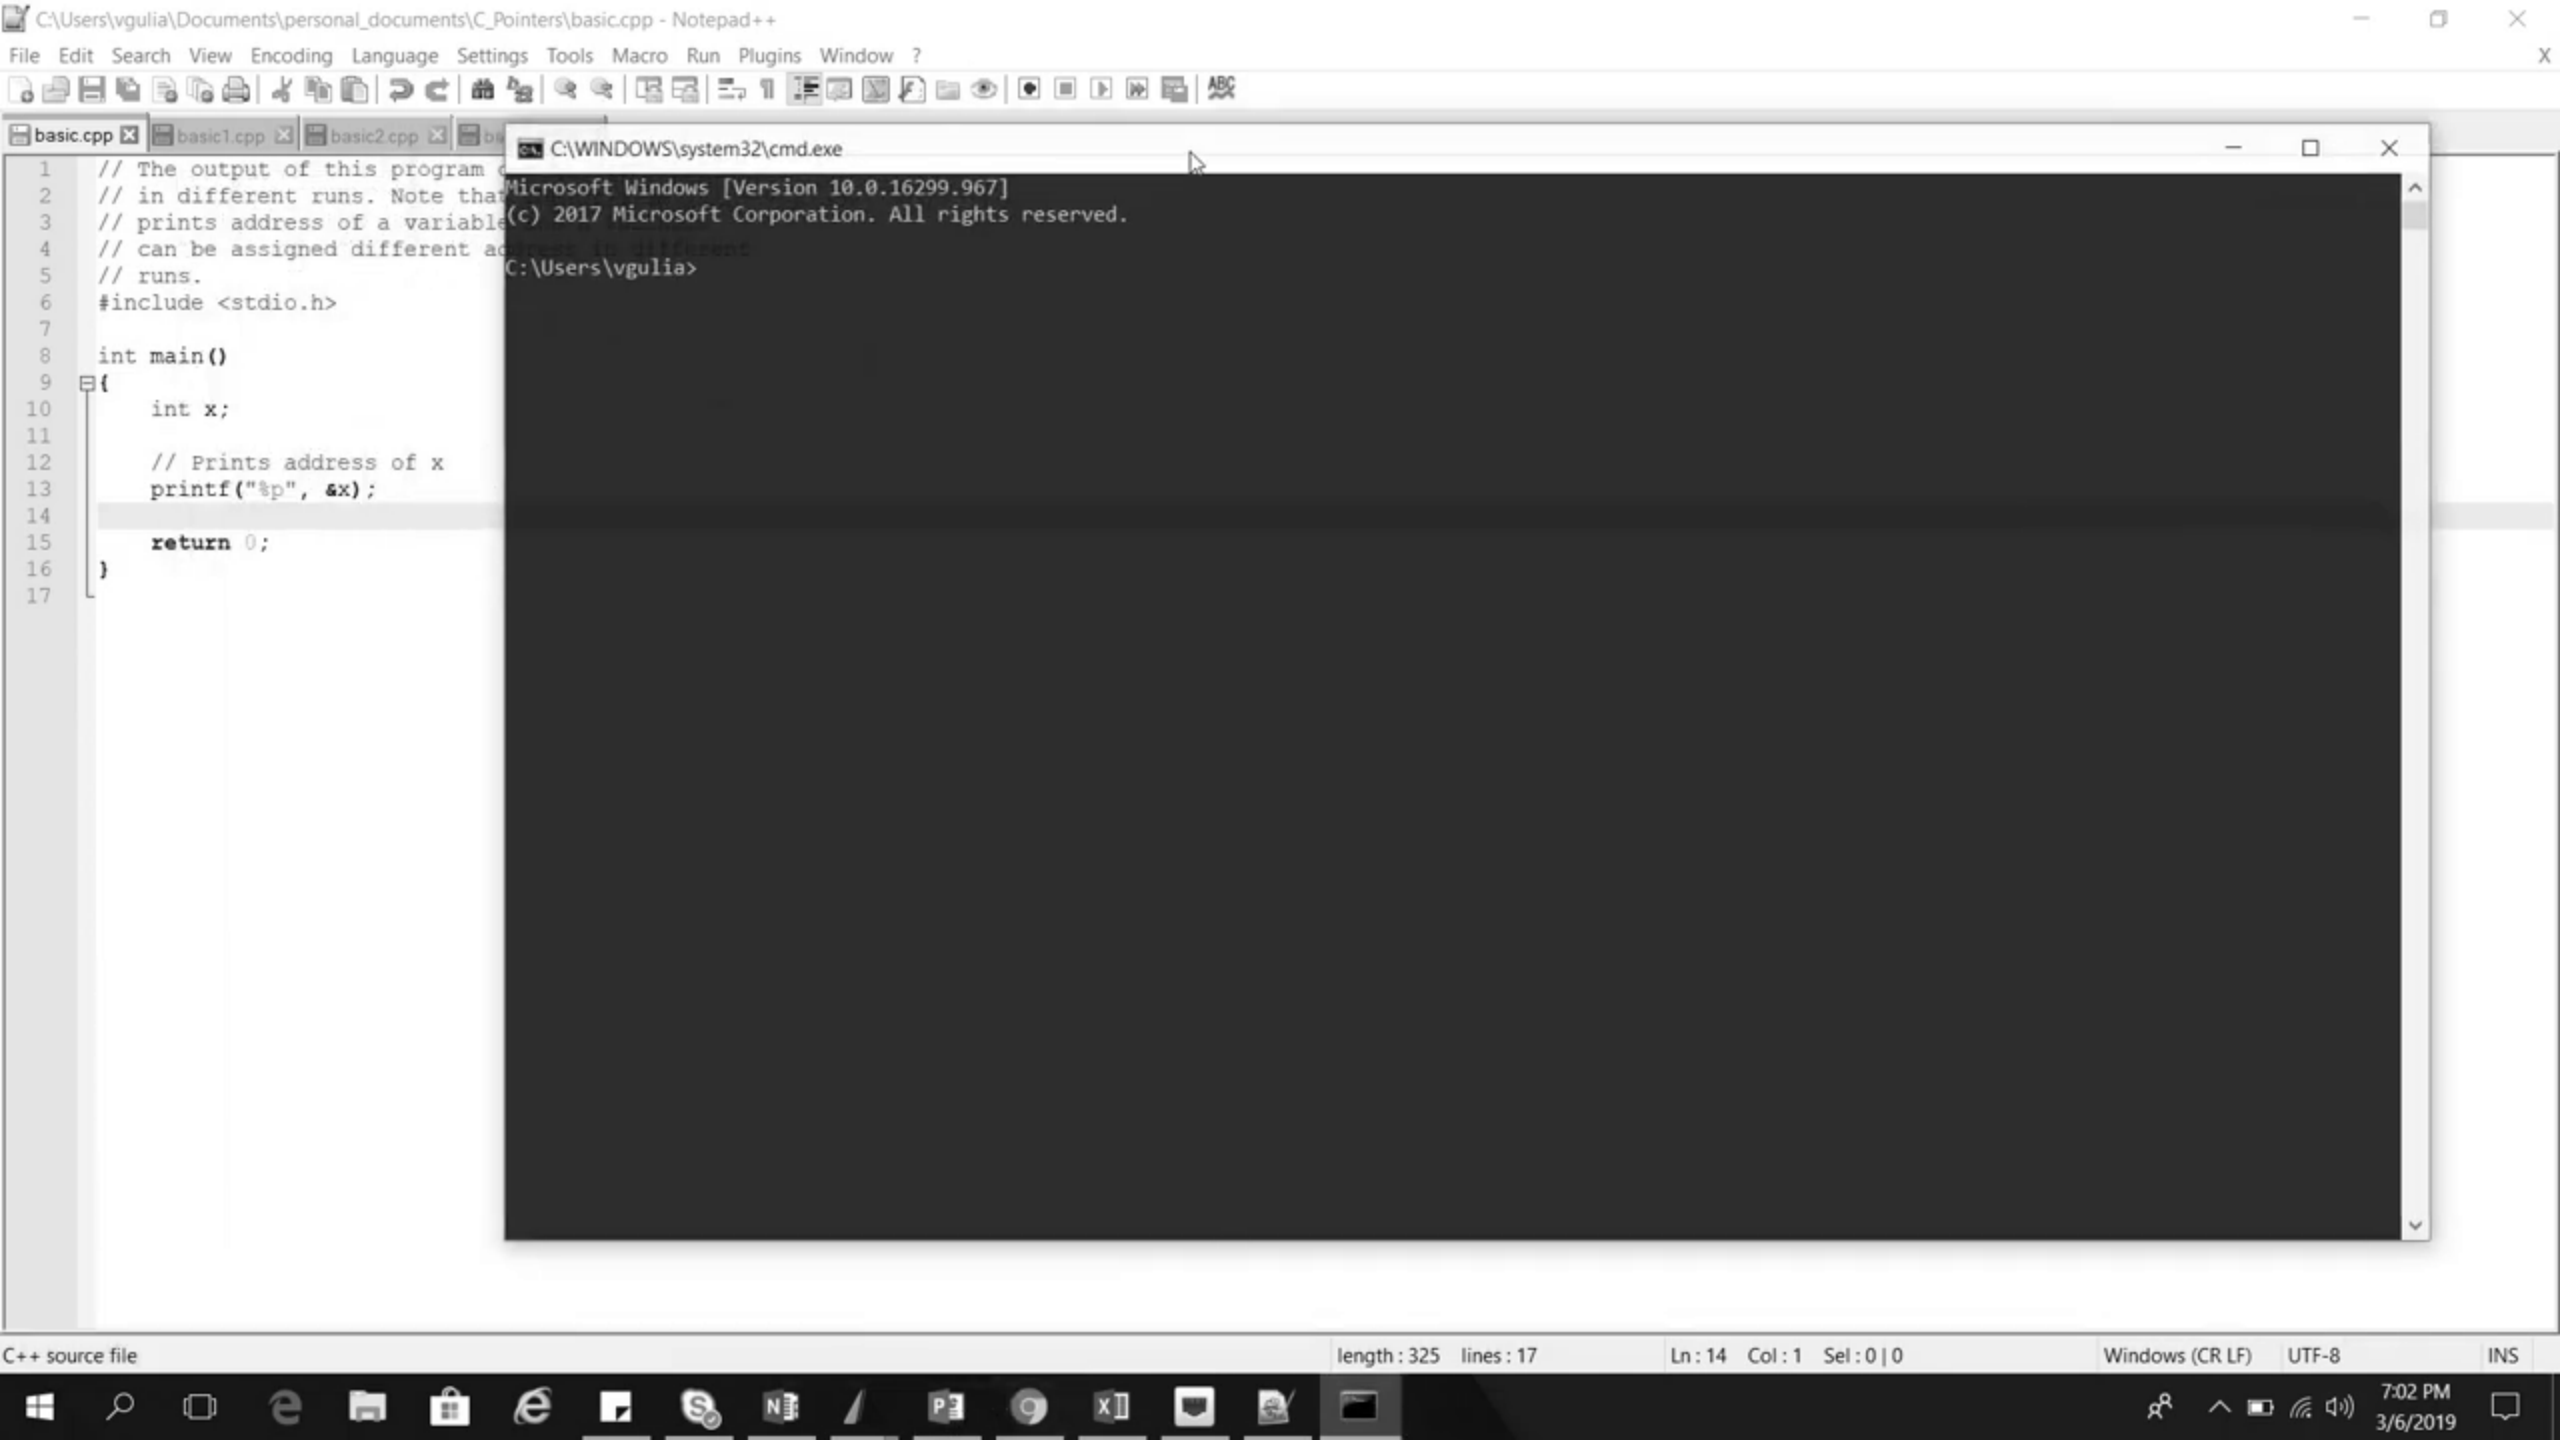 C:\Users\vgulia\Documents\personal_documents\C_Pointers\basic.cpp - Notepad++
File Edit Search View Encoding Language Settings Tools Macro Run Plugins Window ? X
ABC
basic.cpp basic1.cpp basic2.cpp
C:\WINDOWS\system32\cmd.exe
Microsoft Windows [Version 10.0.16299.967]
(c) 2017 Microsoft Corporation. All rights reserved.
C:\Users\vgulia>
1 // The output of this program
2 // in different runs. Note that
3 // prints address of a variable
4 // can be assigned different address in different
5 // runs.
6 #include <stdio.h>
7
8 int main()
9 {
10 int x;
11
12 // Prints address of x
13 printf("%p", &x);
14
15 return 0;
16 }
17
C++ source file length : 325 lines : 17 Ln : 14 Col : 1 Sel : 0 | 0 Windows (CR LF) UTF-8 INS
7:02 PM
3/6/2019